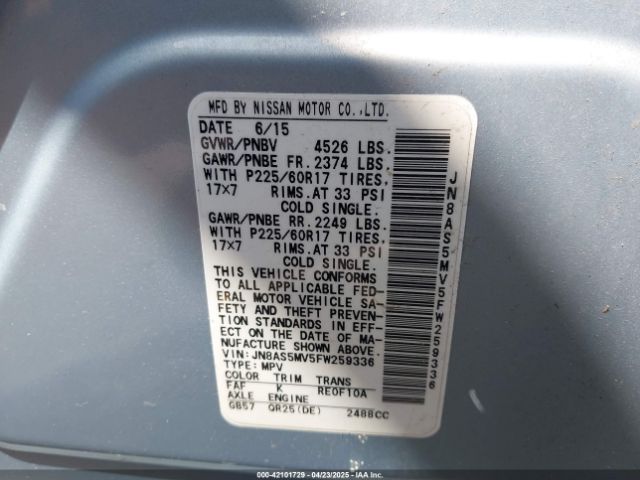 MFD BY NISSAN MOTOR CO.,LTD.
DATE 6/15
GVWR/PNBV 4526 LBS.
GAWR/PNBE FR. 2374 LBS.
WITH P225/60R17 TIRES,
17x7 RIMS.AT 33 PSI
COLD SINGLE.
GAWR/PNBE RR. 2249 LBS.
WITH P225/60R17 TIRES,
17x7 RIMS.AT 33 PSI
COLD SINGLE.
THIS VEHICLE CONFORMS
TO ALL APPLICABLE FED-
ERAL MOTOR VEHICLE SA-
FETY AND THEFT PREVEN-
TION STANDARDS IN EFF-
ECT ON THE DATE OF MA-
NUFACTURE SHOWN ABOVE.
VIN: JN8AS5MV5FW259336
TYPE: MPV
COLOR TRIM TRANS
FAF K RE0F10A
AXLE ENGINE
GB57 QR25(DE) 2488CC
JN8AS5MV5FW259336
000-42101729 - 04/23/2025 - www.iaai.com